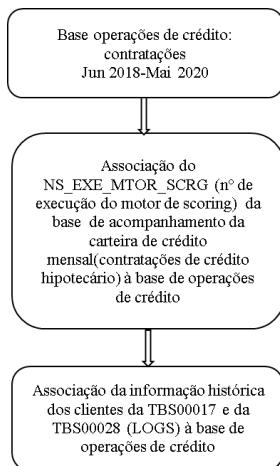 Base operações de crédito:
contratações
Jun 2018-Mai 2020
Associação do
NS_EXE_MTOR_SCRG (n° de
execução do motor de scoring) da
base de acompanhamento da
carteira de crédito
mensal(contratações de crédito
hipotecário) à base de operações
de crédito
Associação da informação histórica
dos clientes da TBS00017 e da
TBS00028 (LOGS) à base de
operações de crédito